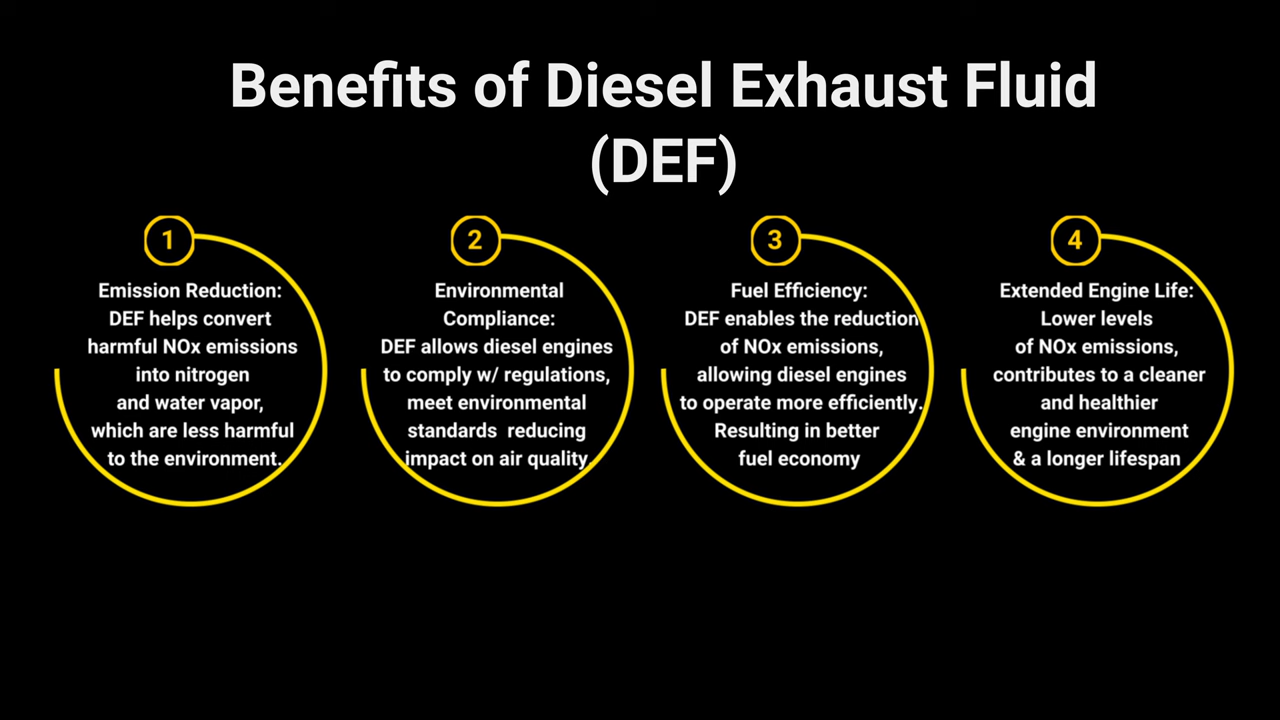 Benefits of Diesel Exhaust Fluid
(DEF)
1
Emission Reduction:
DEF helps convert
harmful NOx emissions
into nitrogen
and water vapor,
which are less harmful
to the environment.
2
Environmental
Compliance:
DEF allows diesel engines
to comply w/ regulations,
meet environmental
standards  reducing
impact on air quality.
3
Fuel Efficiency:
DEF enables the reduction
of NOx emissions,
allowing diesel engines
to operate more efficiently.
Resulting in better
fuel economy
4
Extended Engine Life:
Lower levels
of NOx emissions,
contributes to a cleaner
and healthier
engine environment
& a longer lifespan